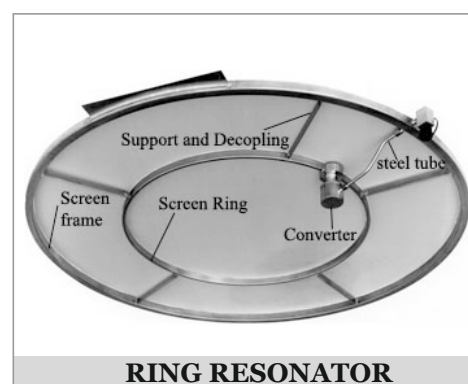 Support and Decopling
steel tube
Screen
frame
Screen Ring
Converter
RING RESONATOR